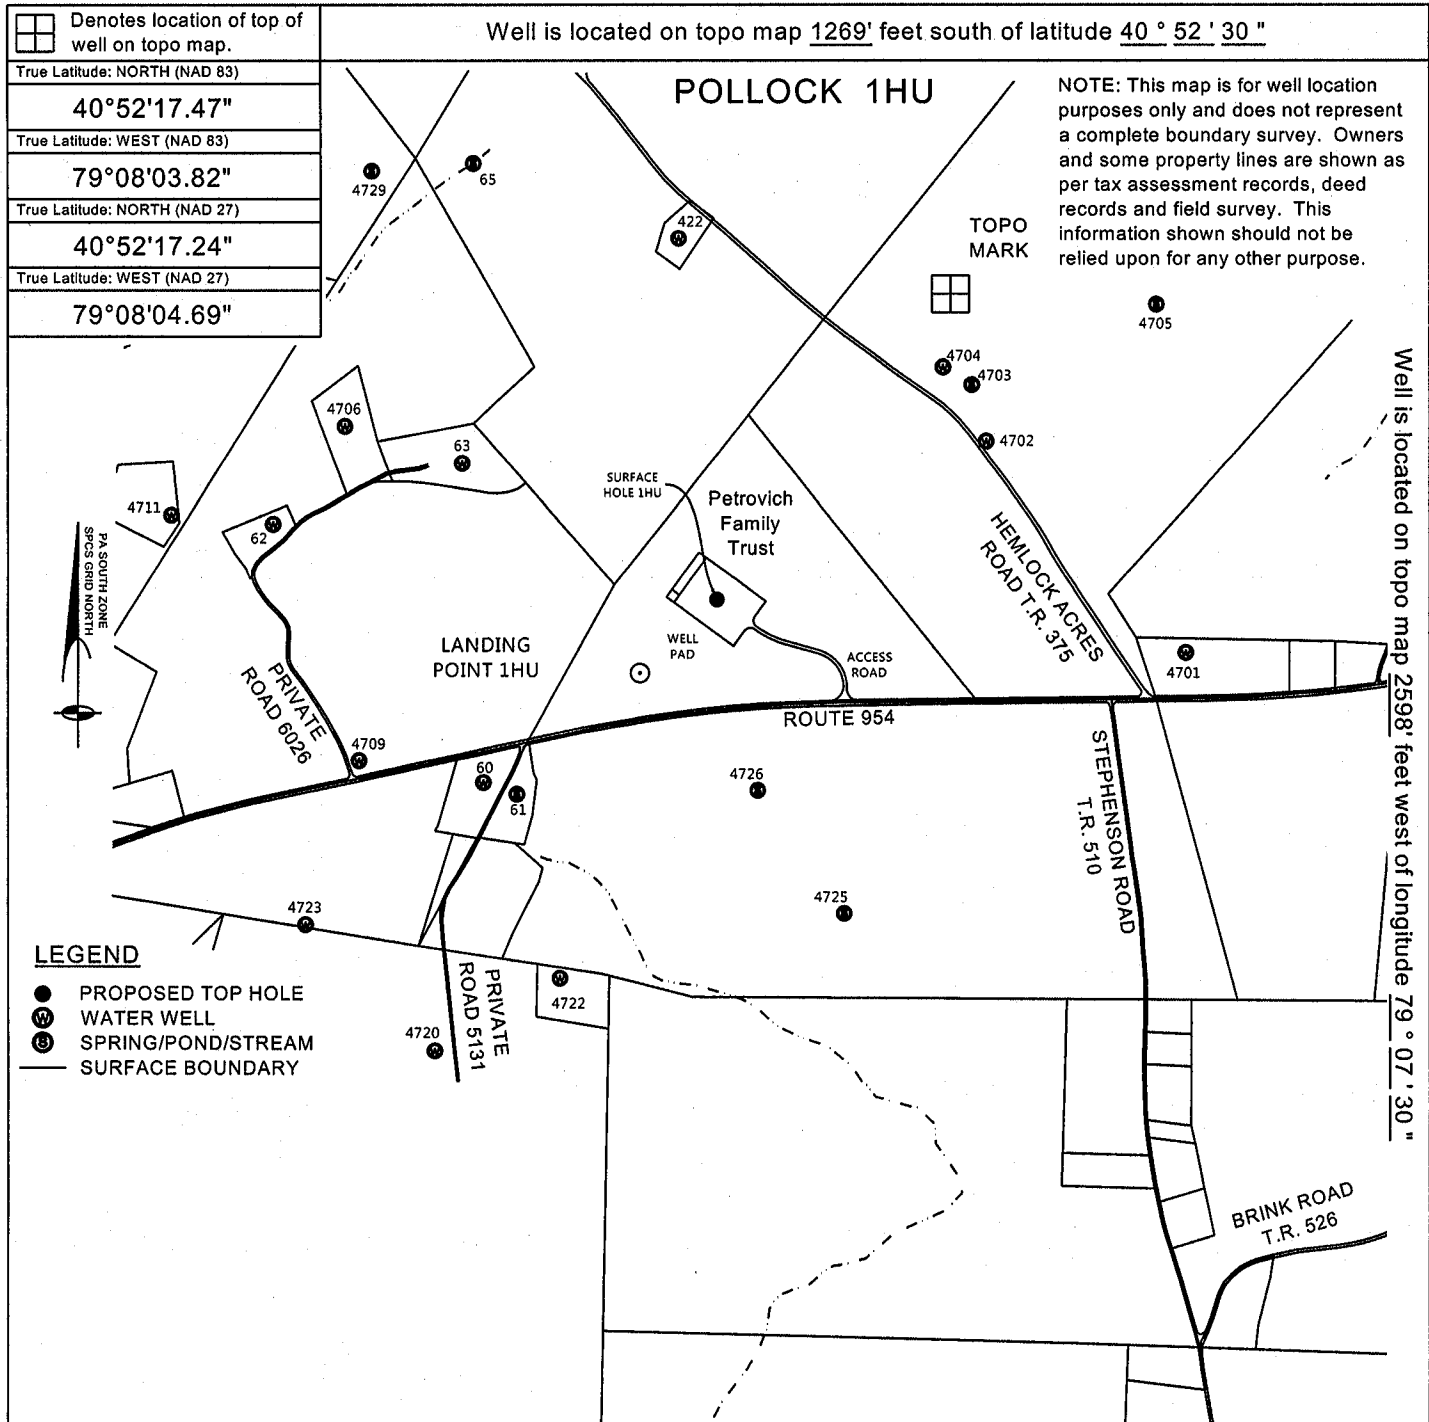 Denotes location of top of
well on topo map.
Well is located on topo map 1269' feet south of latitude 40 ° 52 ' 30 "
True Latitude: NORTH (NAD 83)
40°52'17.47"
True Latitude: WEST (NAD 83)
79°08'03.82"
True Latitude: NORTH (NAD 27)
40°52'17.24"
True Latitude: WEST (NAD 27)
79°08'04.69"
POLLOCK 1HU
NOTE: This map is for well location
purposes only and does not represent
a complete boundary survey. Owners
and some property lines are shown as
per tax assessment records, deed
records and field survey. This
information shown should not be
relied upon for any other purpose.
TOPO
MARK
4729
65
422
4705
4704
4703
4702
4706
63
4711
62
SURFACE
HOLE 1HU
Petrovich
Family
Trust
HEMLOCK ACRES
ROAD T.R. 375
Well is located on topo map 2598' feet west of longitude 79 ° 07 ' 30 "
PA SOUTH ZONE
SPCS GRID NORTH
LANDING
POINT 1HU
WELL
PAD
ACCESS
ROAD
4701
PRIVATE
ROAD 6026
ROUTE 954
4709
60
61
4726
STEPHENSON ROAD
T.R. 510
4725
4723
LEGEND
PROPOSED TOP HOLE
W WATER WELL
S SPRING/POND/STREAM
SURFACE BOUNDARY
PRIVATE
ROAD 5131
4722
4720
BRINK ROAD
T.R. 526